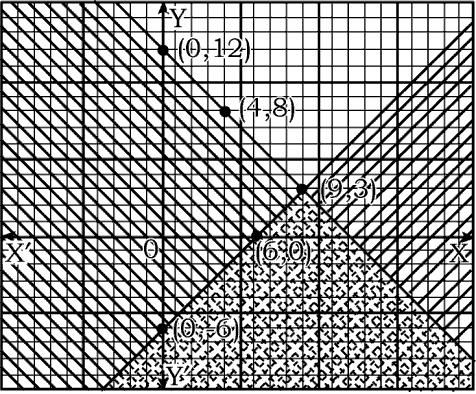 Y
(0,12)
(4,8)
(9,3)
X′ 0 (6,0) X
(0,-6)
Y′